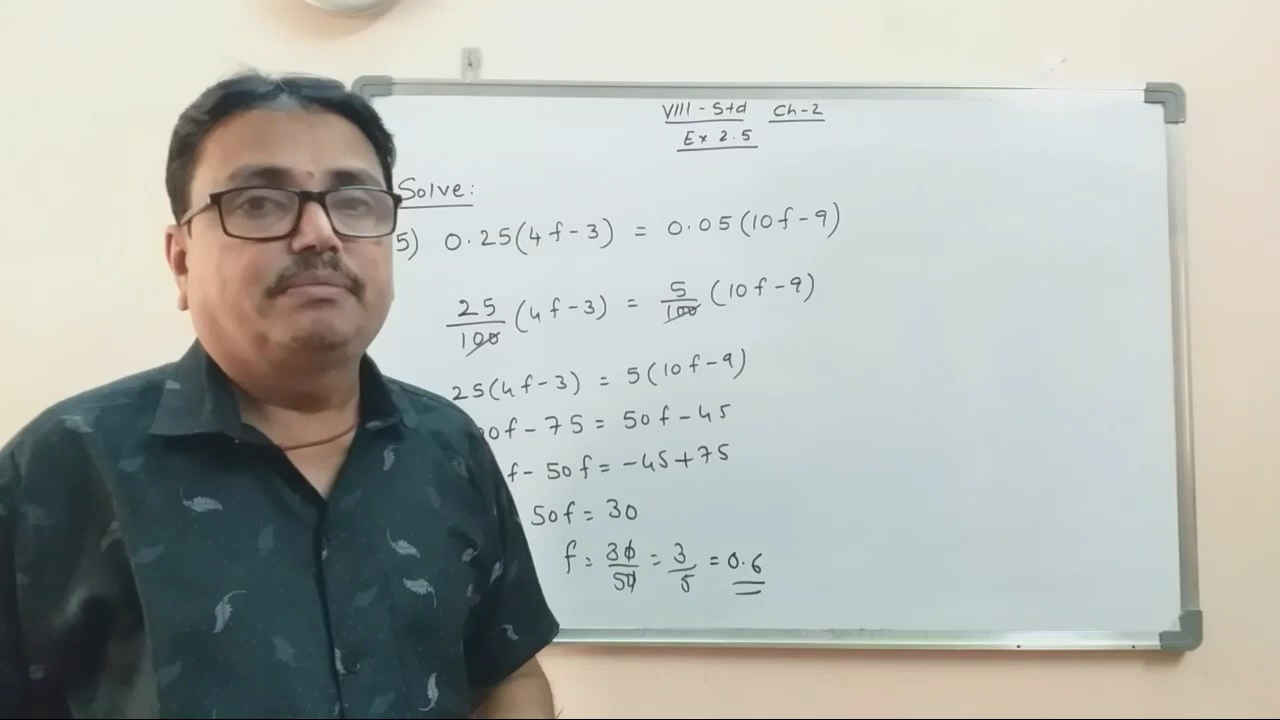 VIII - Std Ch-2
Ex 2.5
Solve:
5) 0.25(4f-3) = 0.05(10f-9)
25/100 (4f-3) = 5/100 (10f-9)
25(4f-3) = 5(10f-9)
0f-75 = 50f-45
f-50f = -45+75
50f = 30
f = 30/50 = 3/5 = 0.6